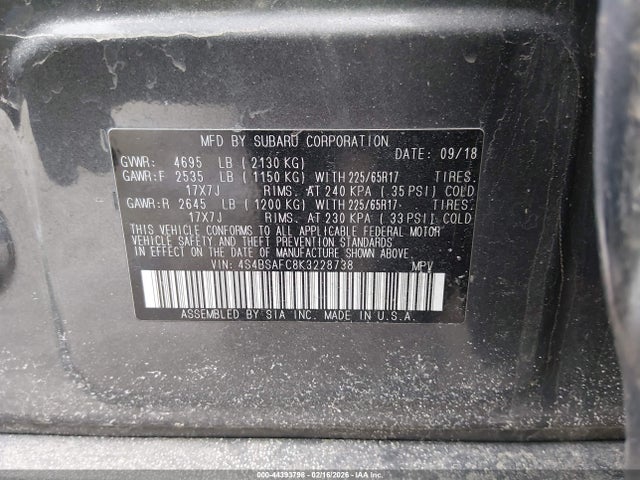 MFD BY SUBARU CORPORATION
DATE: 09/18
GVWR: 4695 LB (2130 KG)
GAWR:F 2535 LB (1150 KG) WITH 225/65R17 TIRES.
17X7J RIMS. AT 240 KPA (35 PSI) COLD
GAWR:R 2645 LB (1200 KG) WITH 225/65R17 TIRES.
17X7J RIMS. AT 230 KPA (33 PSI) COLD
THIS VEHICLE CONFORMS TO ALL APPLICABLE FEDERAL MOTOR
VEHICLE SAFETY BUMPER, AND THEFT PREVENTION STANDARDS
IN EFFECT ON THE DATE OF MANUFACTURE SHOWN ABOVE.
VIN: 4S4BSAFC8K3228738 MPV
ASSEMBLED BY SIA INC. MADE IN U.S.A.
000-44393796 - 02/16/2026 - IAA Inc.